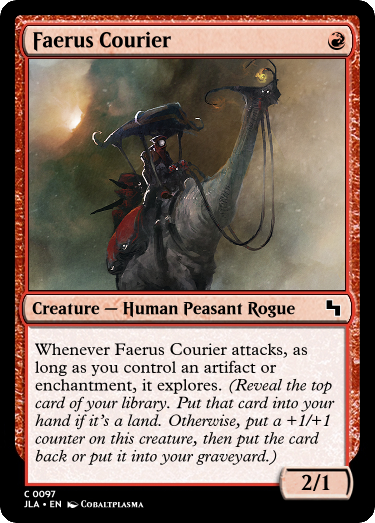 Faerus Courier
Creature — Human Peasant Rogue
Whenever Faerus Courier attacks, as
long as you control an artifact or
enchantment, it explores. (Reveal the top
card of your library. Put that card into your
hand if it's a land. Otherwise, put a +1/+1
counter on this creature, then put the card
back or put it into your graveyard.)
2/1
C 0097
JLA • EN Cobaltplasma